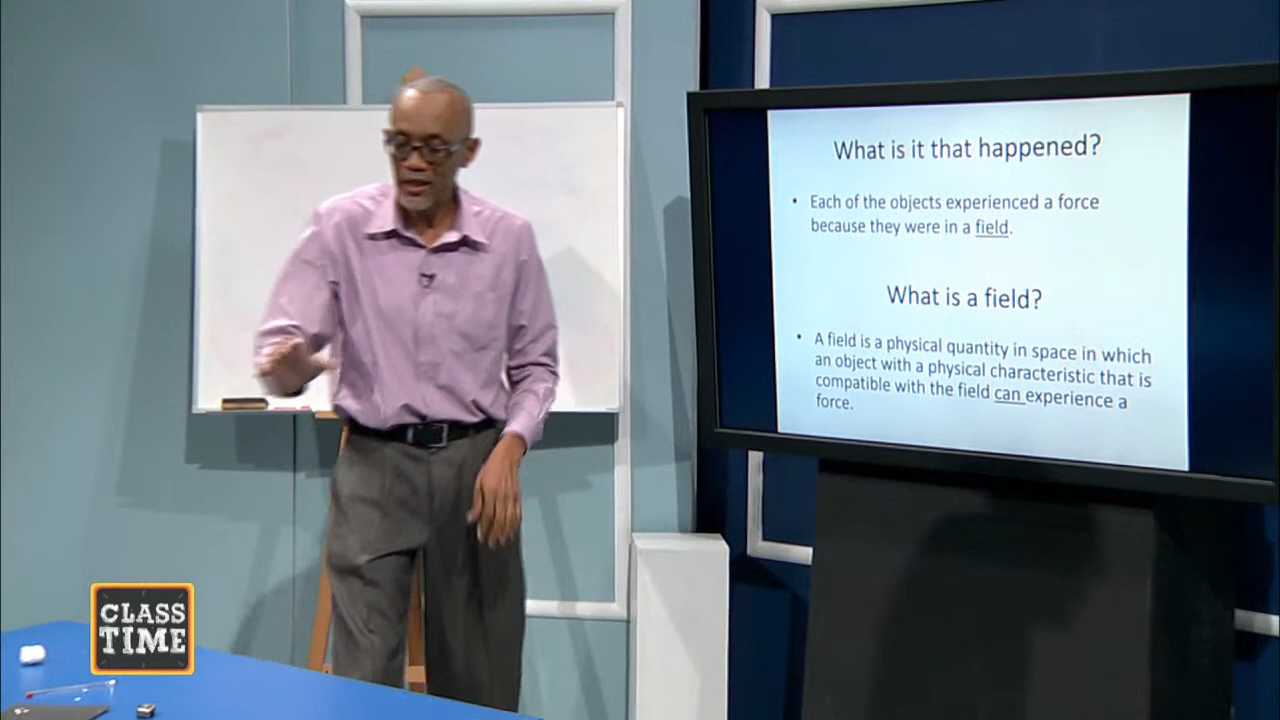 What is it that happened?
• Each of the objects experienced a force
because they were in a field.
What is a field?
• A field is a physical quantity in space in which
an object with a physical characteristic that is
compatible with the field can experience a
force.
CLASS
TIME